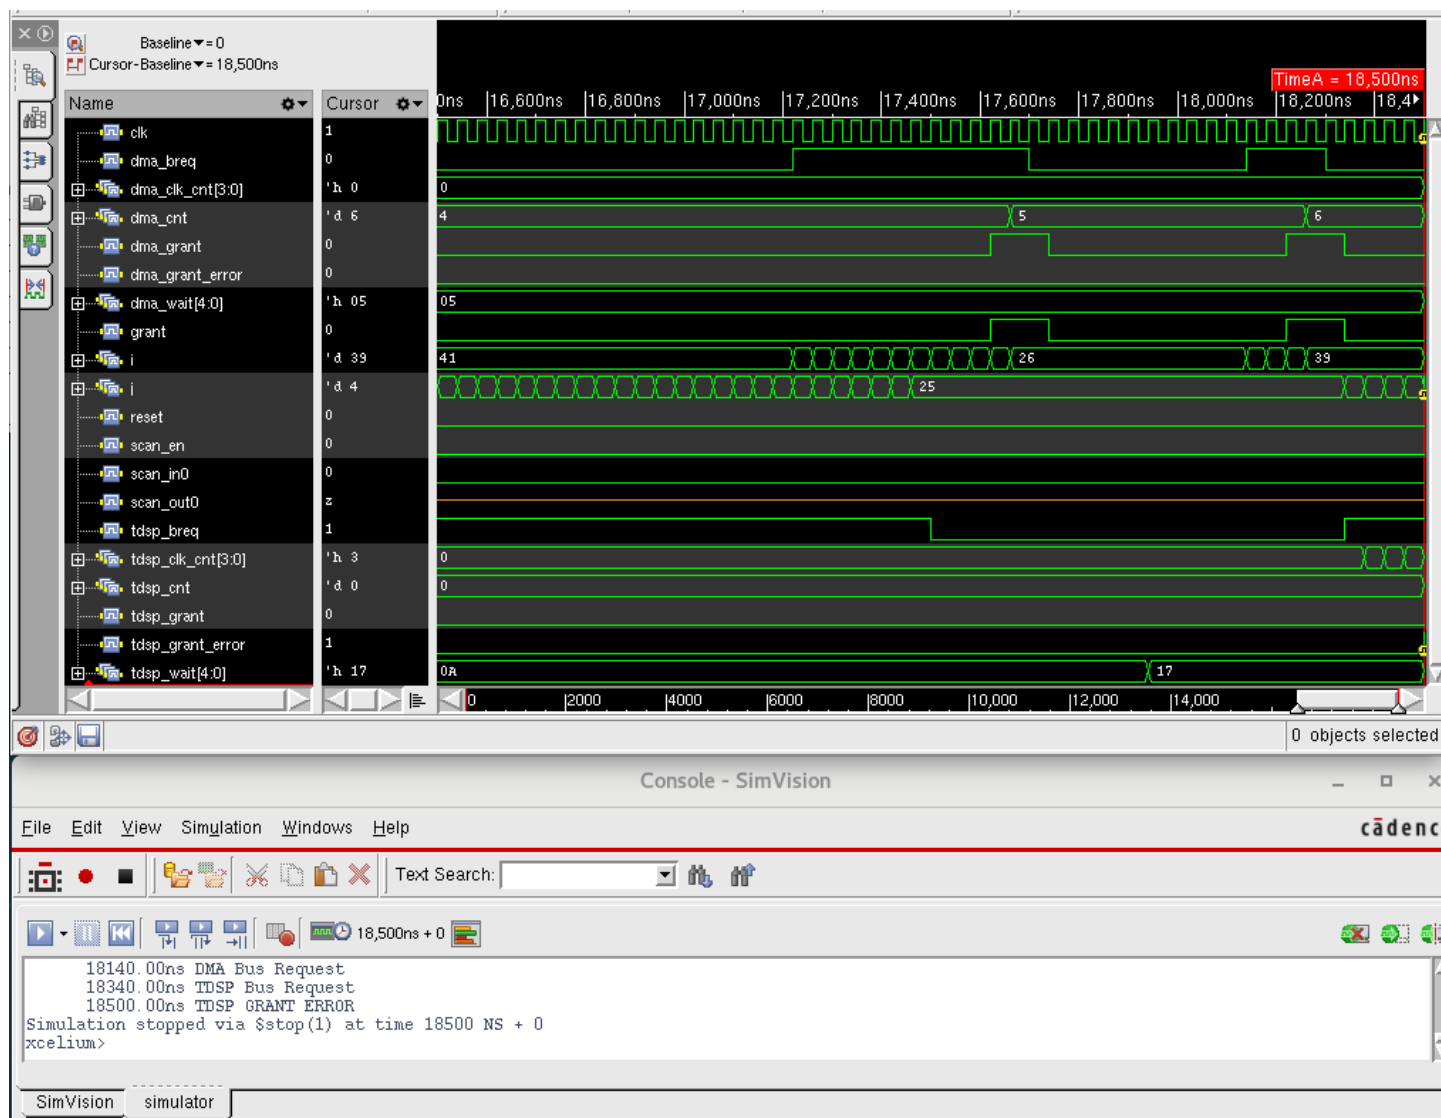 Baseline▾= 0
Cursor-Baseline▾= 18,500ns
TimeA = 18,500ns
Name
Cursor
0ns |16,600ns |16,800ns |17,000ns |17,200ns |17,400ns |17,600ns |17,800ns |18,000ns |18,200ns |18,4
clk 1
dma_breq 0
dma_clk_cnt[3:0] 'h 0 0
dma_cnt 'd 6 4 5 6
dma_grant 0
dma_grant_error 0
dma_wait[4:0] 'h 05 05
grant 0
i 'd 39 41 26 39
j 'd 4 25
reset 0
scan_en 0
scan_in0 0
scan_out0 z
tdsp_breq 1
tdsp_clk_cnt[3:0] 'h 3 0
tdsp_cnt 'd 0 0
tdsp_grant 0
tdsp_grant_error 1
tdsp_wait[4:0] 'h 17 0A 17
0 |2000 |4000 |6000 |8000 |10,000 |12,000 |14,000
0 objects selected
Console - SimVision
File Edit View Simulation Windows Help
cādenc
Text Search:
18,500ns + 0
18140.00ns DMA Bus Request
18340.00ns TDSP Bus Request
18500.00ns TDSP GRANT ERROR
Simulation stopped via $stop(1) at time 18500 NS + 0
xcelium>
SimVision simulator